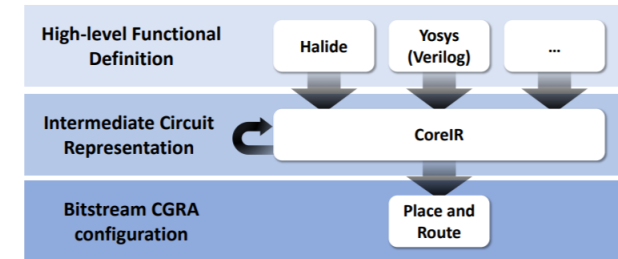 High-level Functional
Definition
Halide
Yosys
(Verilog)
...
Intermediate Circuit
Representation
CoreIR
Bitstream CGRA
configuration
Place and
Route